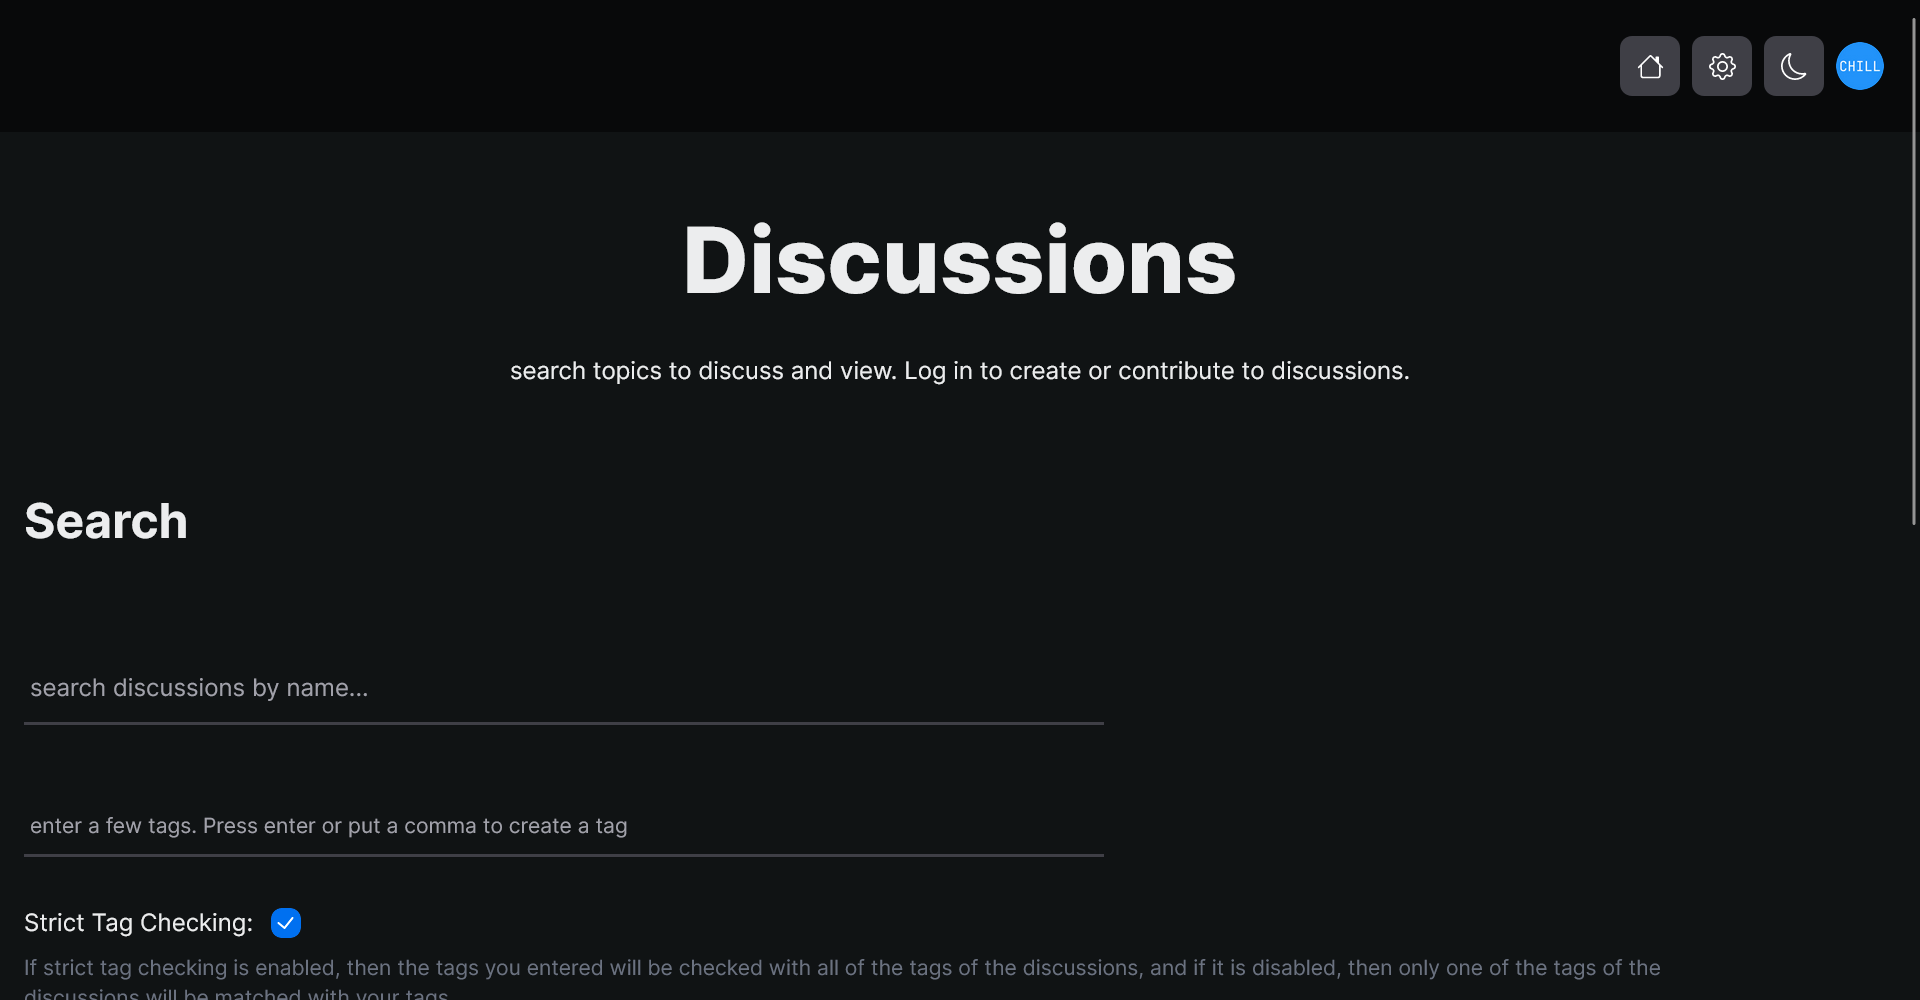 CHILL
Discussions
search topics to discuss and view. Log in to create or contribute to discussions.
Search
search discussions by name...
enter a few tags. Press enter or put a comma to create a tag
Strict Tag Checking:
If strict tag checking is enabled, then the tags you entered will be checked with all of the tags of the discussions, and if it is disabled, then only one of the tags of the
discussions will be matched with your tags.